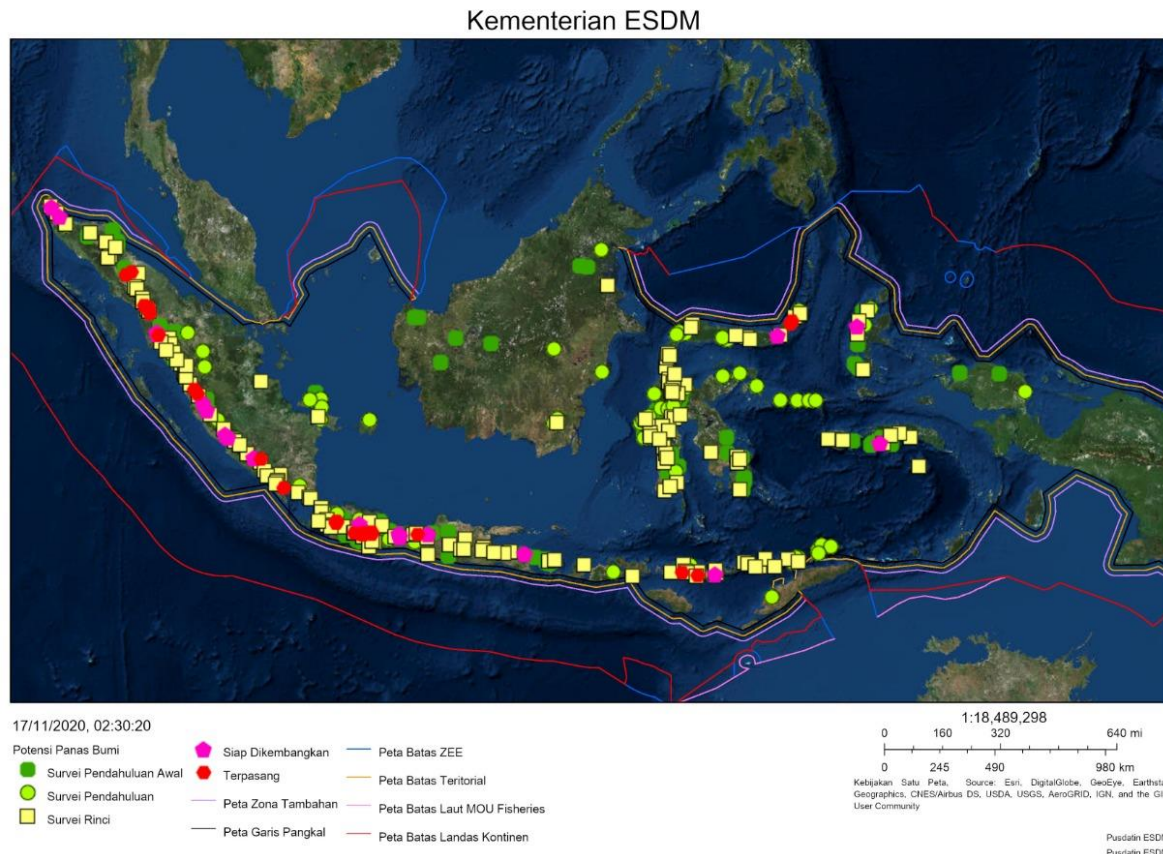 Kementerian ESDM
17/11/2020, 02:30:20
Potensi Panas Bumi
Survei Pendahuluan Awal
Survei Pendahuluan
Survei Rinci
Siap Dikembangkan
Terpasang
Peta Zona Tambahan
Peta Garis Pangkal
Peta Batas ZEE
Peta Batas Teritorial
Peta Batas Laut MOU Fisheries
Peta Batas Landas Kontinen
1:18,489,298
0 160 320 640 mi
0 245 490 980 km
Kebijakan Satu Peta, Source: Esri, DigitalGlobe, GeoEye, Earthsta
Geographics, CNES/Airbus DS, USDA, USGS, AeroGRID, IGN, and the GI
User Community
Pusdatin ESDM
Pusdatin ESDM